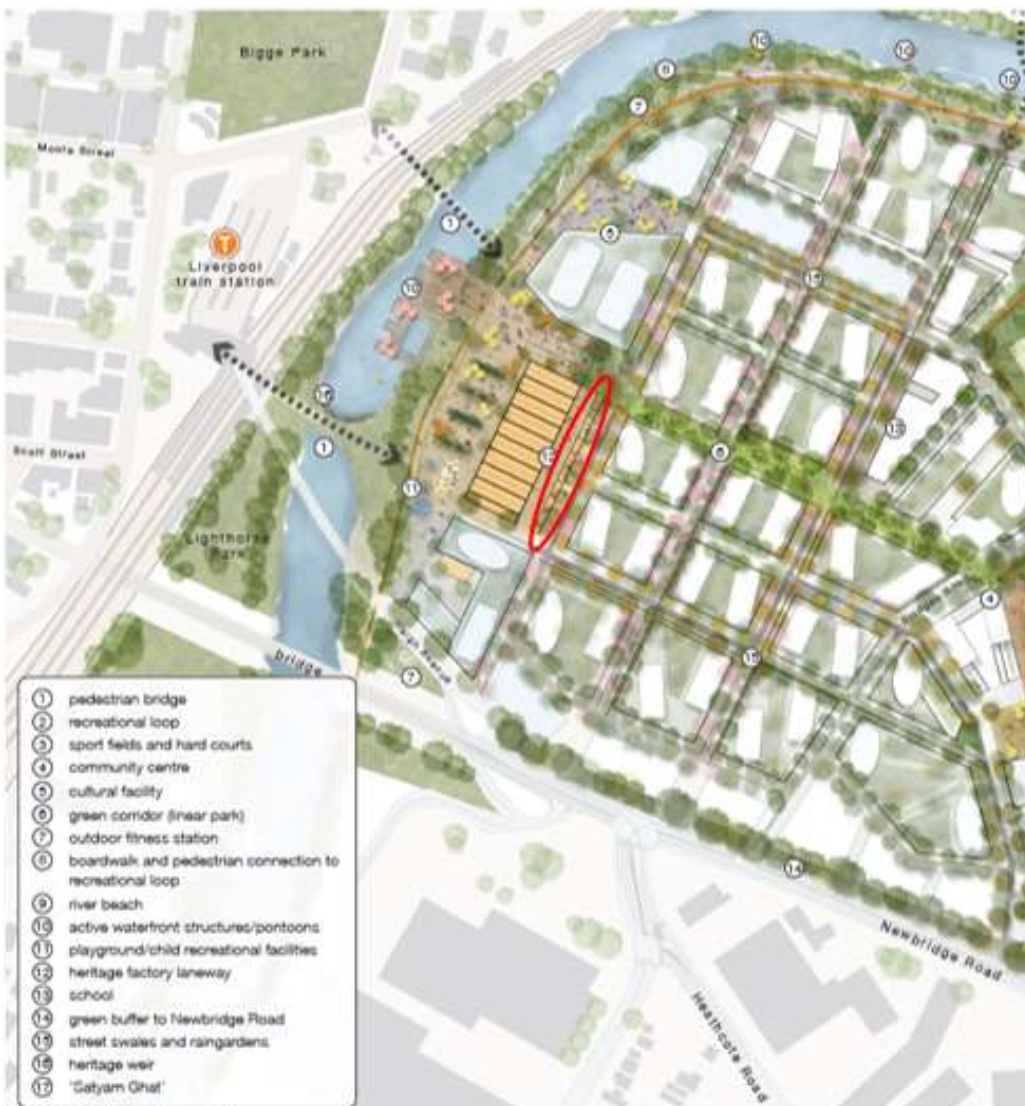 Bigge Park
Moore Street
Liverpool
train station
Scott Street
Lighthorse
Park
bridge
Newbridge Road
Heathcote Road
1 pedestrian bridge
2 recreational loop
3 sport fields and hard courts
4 community centre
5 cultural facility
6 green corridor (linear park)
7 outdoor fitness station
8 boardwalk and pedestrian connection to
recreational loop
9 river beach
10 active waterfront structures/pontoons
11 playground/child recreational facilities
12 heritage factory laneway
13 school
14 green buffer to Newbridge Road
15 street swales and raingardens
16 heritage weir
17 'Satyam Ghat'